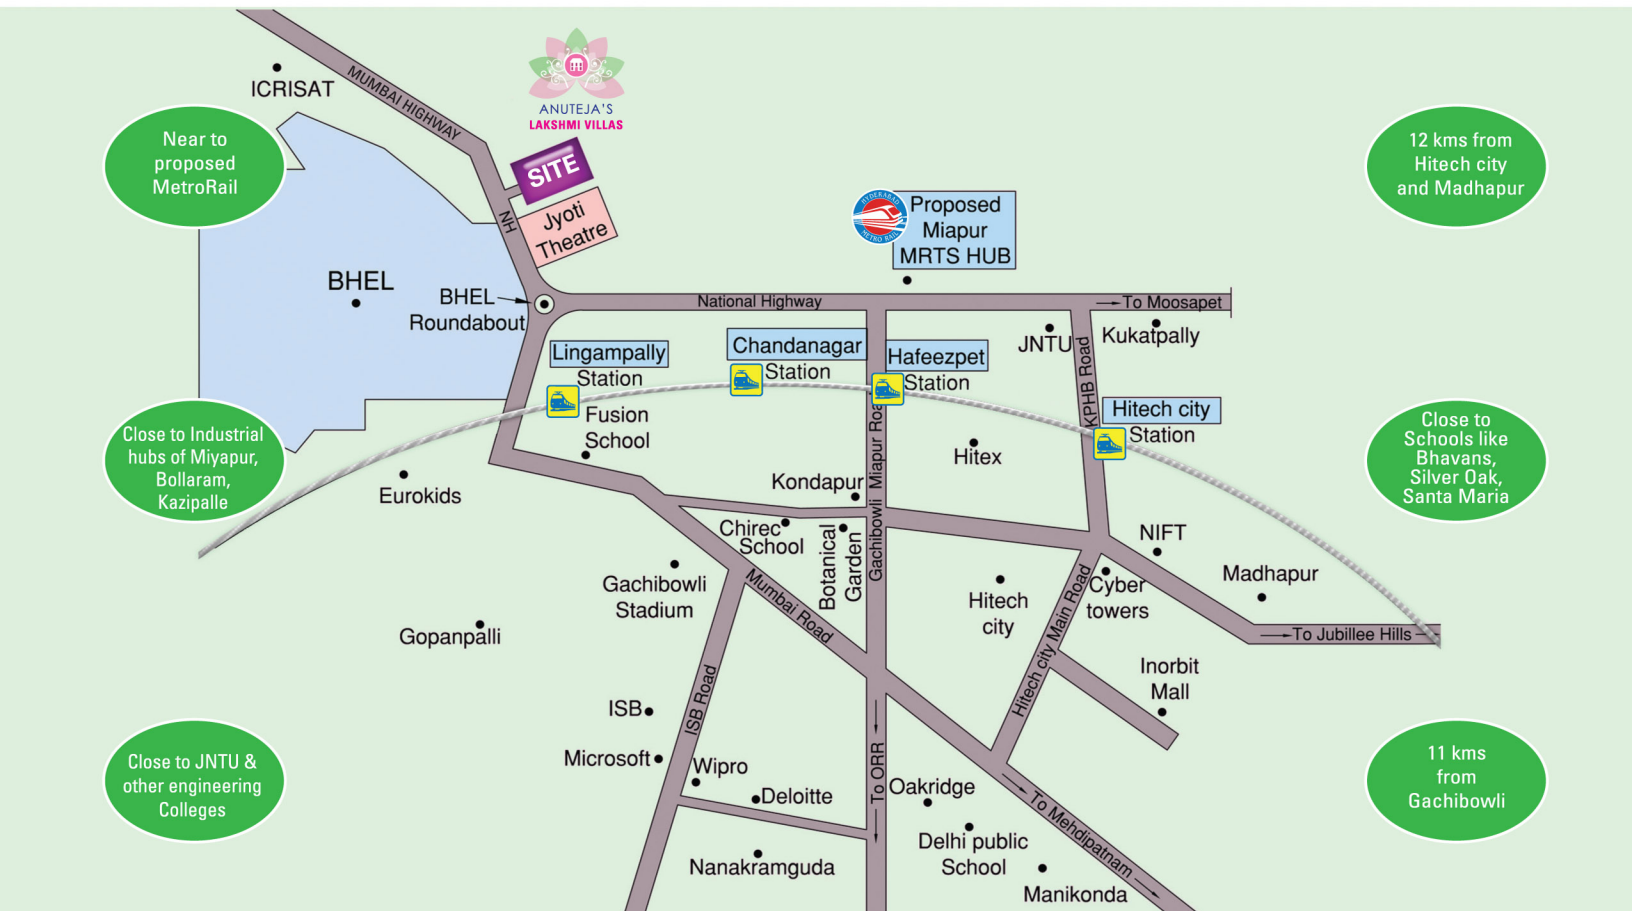 ICRISAT
MUMBAI HIGHWAY
ANUTEJA'S
LAKSHMI VILLAS
SITE
Jyoti
Theatre
NH
Near to
proposed
MetroRail
12 kms from
Hitech city
and Madhapur
HYDERABAD
METRO RAIL
Proposed
Miapur
MRTS HUB
BHEL
BHEL
Roundabout
National Highway
To Moosapet
Lingampally
Station
Chandanagar
Station
Hafeezpet
Station
JNTU
Kukatpally
KPHB Road
Hitech city
Station
Fusion
School
Close to Industrial
hubs of Miyapur,
Bollaram,
Kazipalle
Close to
Schools like
Bhavans,
Silver Oak,
Santa Maria
Eurokids
Kondapur
Gachibowli Miapur Road
Hitex
Chirec
School
Botanical
Garden
NIFT
Madhapur
Gachibowli
Stadium
Mumbai Road
Hitech
city
Hitech city Main Road
Cyber
towers
To Jubillee Hills
Gopanpalli
ISB Road
ISB
Inorbit
Mall
Microsoft
Wipro
Deloitte
To ORR
Oakridge
Delhi public
School
To Mehdipatnam
Nanakramguda
Manikonda
Close to JNTU &
other engineering
Colleges
11 kms
from
Gachibowli